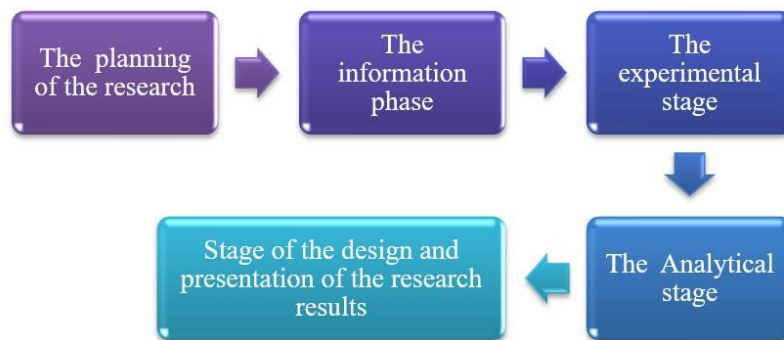 The planning
of the research
The
information
phase
The
experimental
stage
The Analytical
stage
Stage of the design and
presentation of the research
results